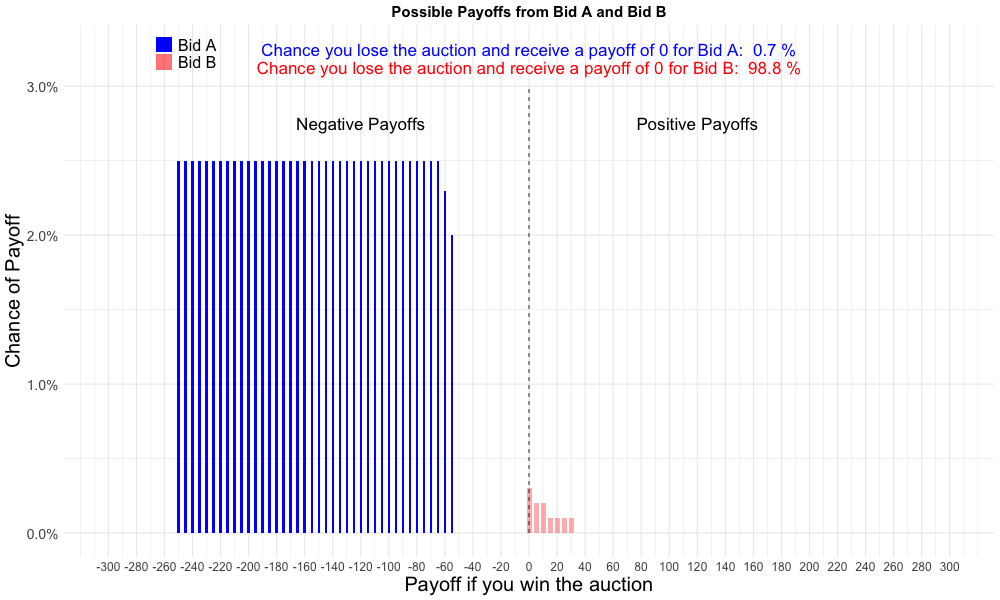 Possible Payoffs from Bid A and Bid B
Bid A
Bid B
Chance you lose the auction and receive a payoff of 0 for Bid A:  0.7 %
Chance you lose the auction and receive a payoff of 0 for Bid B:  98.8 %
Negative Payoffs
Positive Payoffs
Chance of Payoff
3.0%
2.0%
1.0%
0.0%
-300 -280 -260 -240 -220 -200 -180 -160 -140 -120 -100 -80 -60 -40 -20 0 20 40 60 80 100 120 140 160 180 200 220 240 260 280 300
Payoff if you win the auction